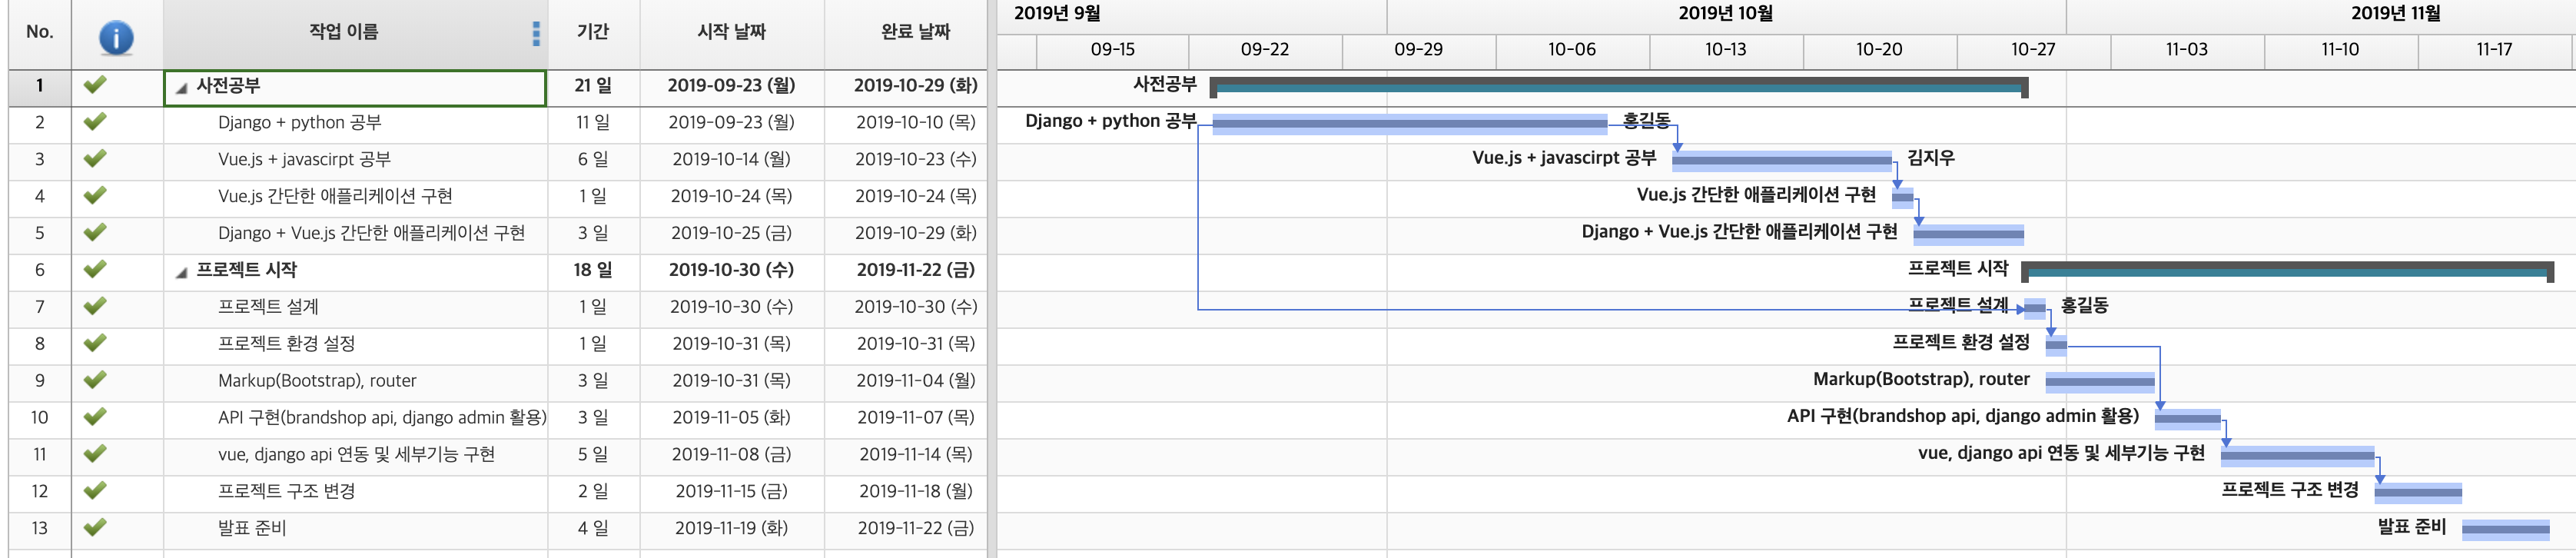 No. 작업 이름 기간 시작 날짜 완료 날짜
2019년 9월 2019년 10월 2019년 11월
09-15 09-22 09-29 10-06 10-13 10-20 10-27 11-03 11-10 11-17
1 사전공부 21 일 2019-09-23 (월) 2019-10-29 (화) 사전공부
2 Django + python 공부 11 일 2019-09-23 (월) 2019-10-10 (목) Django + python 공부 홍길동
3 Vue.js + javascirpt 공부 6 일 2019-10-14 (월) 2019-10-23 (수) Vue.js + javascirpt 공부 김지우
4 Vue.js 간단한 애플리케이션 구현 1 일 2019-10-24 (목) 2019-10-24 (목) Vue.js 간단한 애플리케이션 구현
5 Django + Vue.js 간단한 애플리케이션 구현 3 일 2019-10-25 (금) 2019-10-29 (화) Django + Vue.js 간단한 애플리케이션 구현
6 프로젝트 시작 18 일 2019-10-30 (수) 2019-11-22 (금) 프로젝트 시작
7 프로젝트 설계 1 일 2019-10-30 (수) 2019-10-30 (수) 프로젝트 설계 홍길동
8 프로젝트 환경 설정 1 일 2019-10-31 (목) 2019-10-31 (목) 프로젝트 환경 설정
9 Markup(Bootstrap), router 3 일 2019-10-31 (목) 2019-11-04 (월) Markup(Bootstrap), router
10 API 구현(brandshop api, django admin 활용) 3 일 2019-11-05 (화) 2019-11-07 (목) API 구현(brandshop api, django admin 활용)
11 vue, django api 연동 및 세부기능 구현 5 일 2019-11-08 (금) 2019-11-14 (목) vue, django api 연동 및 세부기능 구현
12 프로젝트 구조 변경 2 일 2019-11-15 (금) 2019-11-18 (월) 프로젝트 구조 변경
13 발표 준비 4 일 2019-11-19 (화) 2019-11-22 (금) 발표 준비